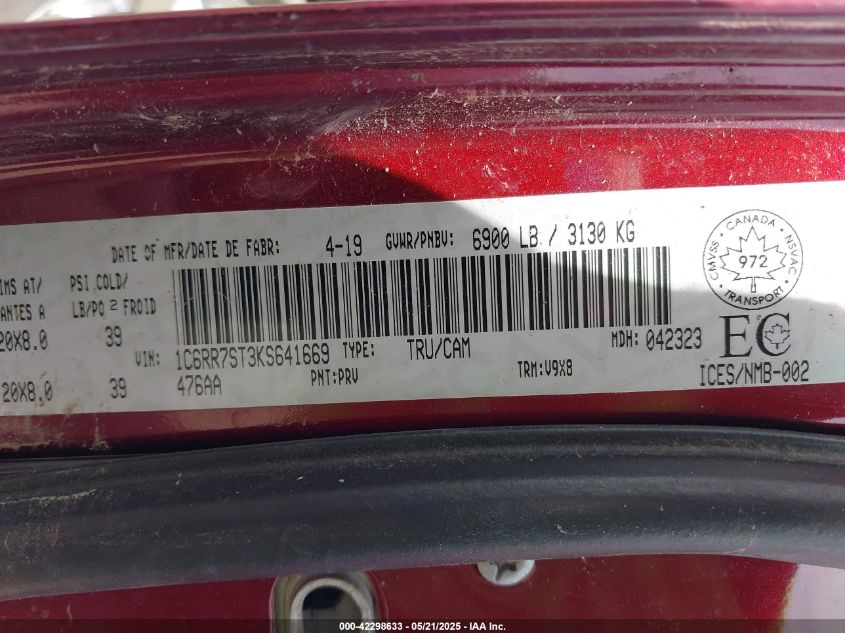 DATE OF MFR/DATE DE FABR: 4-19 GVWR/PNBV: 6900 LB / 3130 KG
IMS AT/ PSI COLD/
ANTES A LB/PO 2 FROID
20X8.0 39
VIN: 1C6RR7ST3KS641669 TYPE: TRU/CAM MDH: 042323
20X8.0 39 476AA PNT:PRV TRM:V9X8
CANADA
CMVSS NSVAC
972
TRANSPORT
EC
ICES/NMB-002
000-42298633 - 05/21/2025 - IAA Inc.